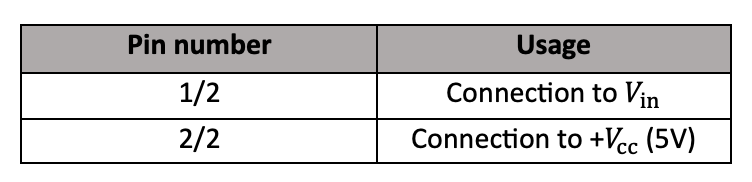 Pin number Usage
1/2 Connection to Vin
2/2 Connection to +Vcc (5V)